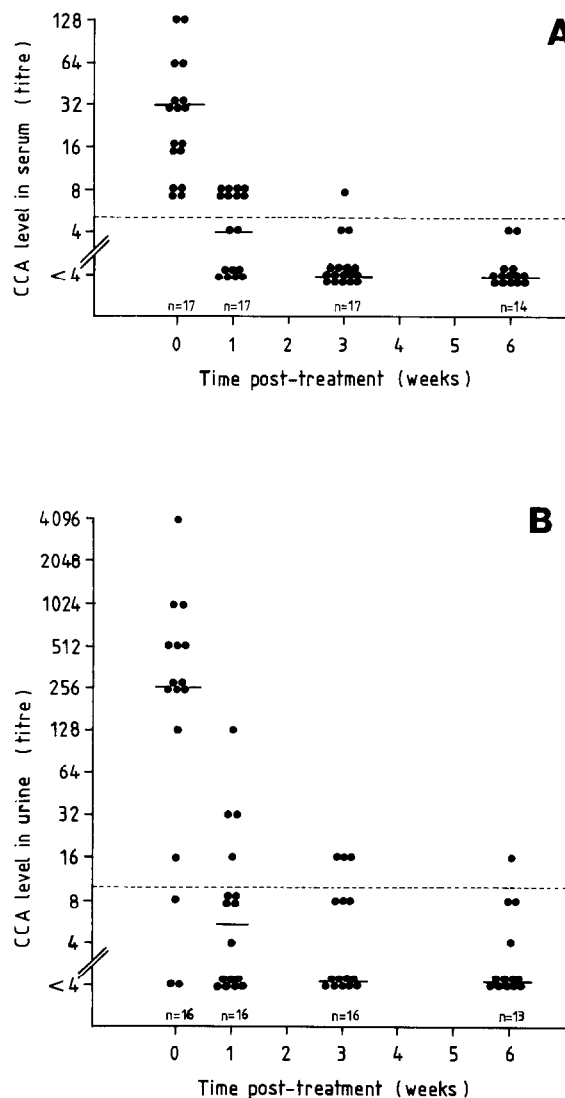 A
CCA level in serum (titre)
128
64
32
16
8
4
<4
n=17 n=17 n=17 n=14
0 1 2 3 4 5 6
Time post-treatment (weeks)
B
CCA level in urine (titre)
4096
2048
1024
512
256
128
64
32
16
8
4
<4
n=16 n=16 n=16 n=13
0 1 2 3 4 5 6
Time post-treatment (weeks)